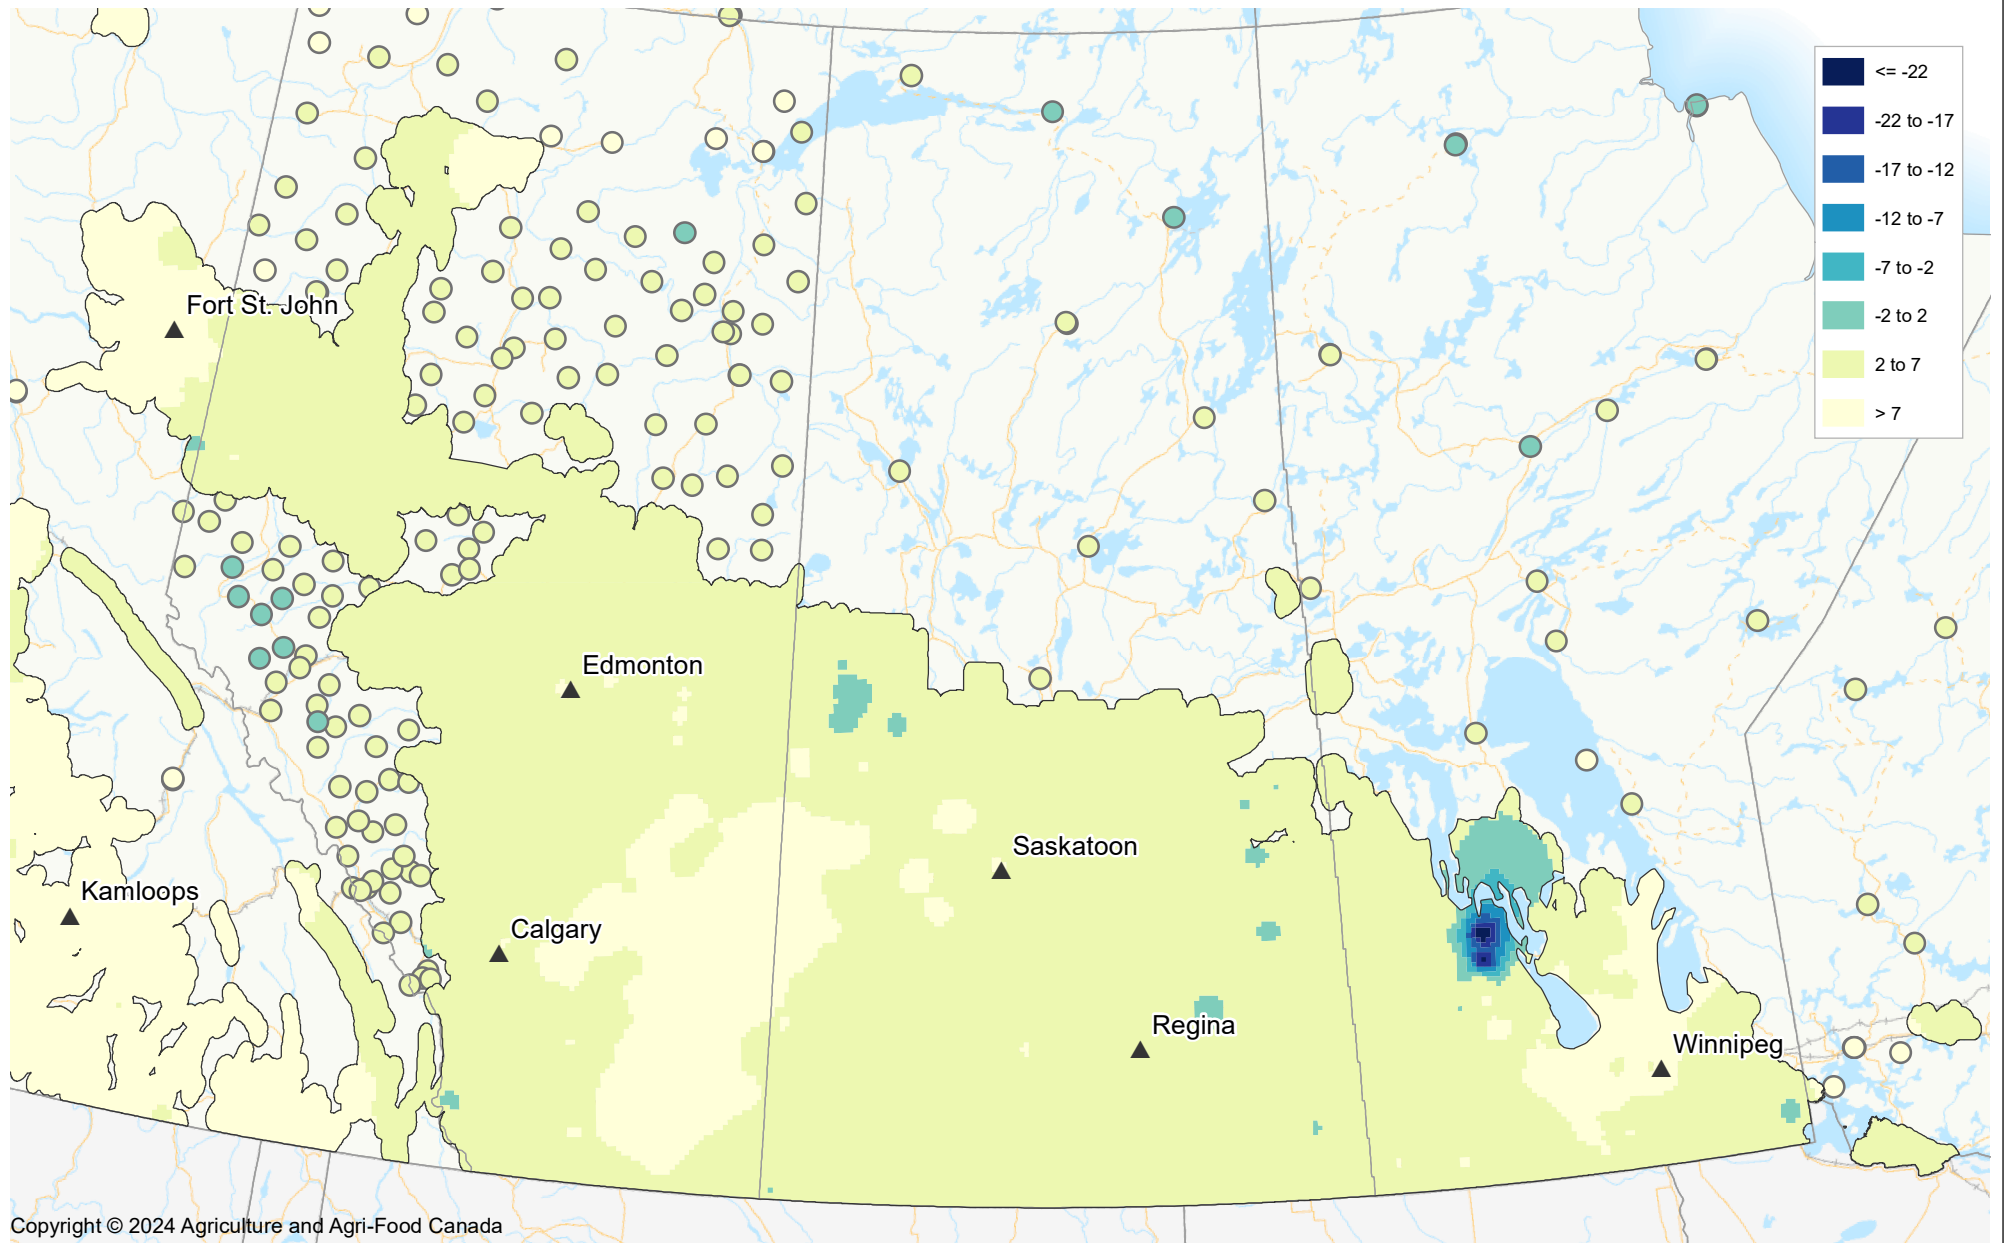 <= -22
-22 to -17
-17 to -12
-12 to -7
-7 to -2
-2 to 2
2 to 7
> 7
Fort St. John
Edmonton
Saskatoon
Kamloops
Calgary
Regina
Winnipeg
Copyright © 2024 Agriculture and Agri-Food Canada